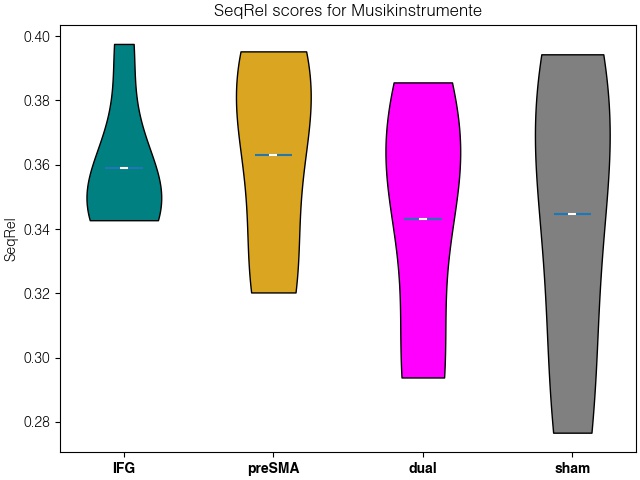 SeqRel scores for Musikinstrumente
SeqRel
0.40
0.38
0.36
0.34
0.32
0.30
0.28
IFG preSMA dual sham